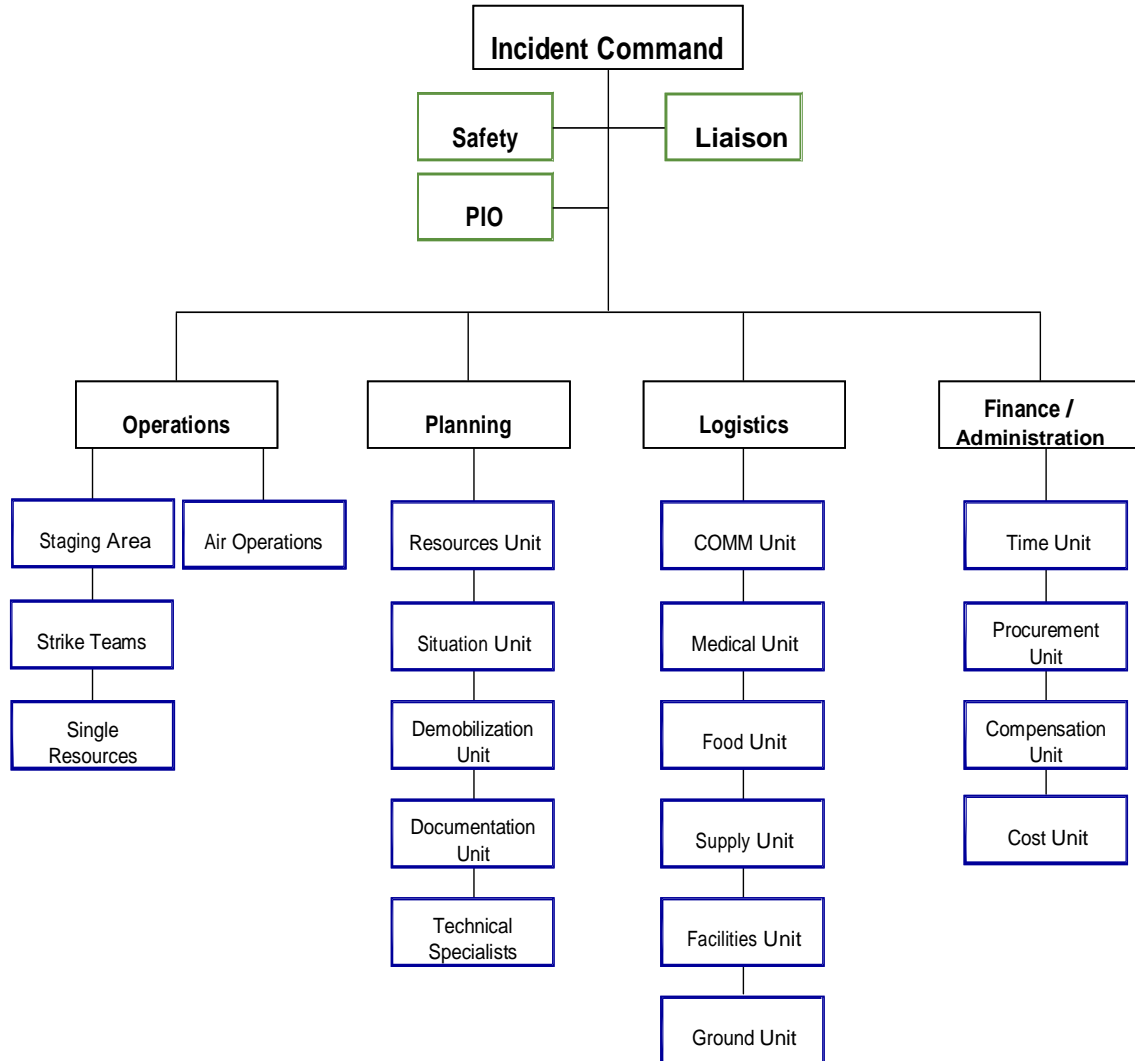 Incident Command
Safety
Liaison
PIO
Operations
Planning
Logistics
Finance /
Administration
Staging Area
Air Operations
Resources Unit
COMM Unit
Time Unit
Strike Teams
Situation Unit
Medical Unit
Procurement
Unit
Single
Resources
Demobilization
Unit
Food Unit
Compensation
Unit
Documentation
Unit
Supply Unit
Cost Unit
Technical
Specialists
Facilities Unit
Ground Unit